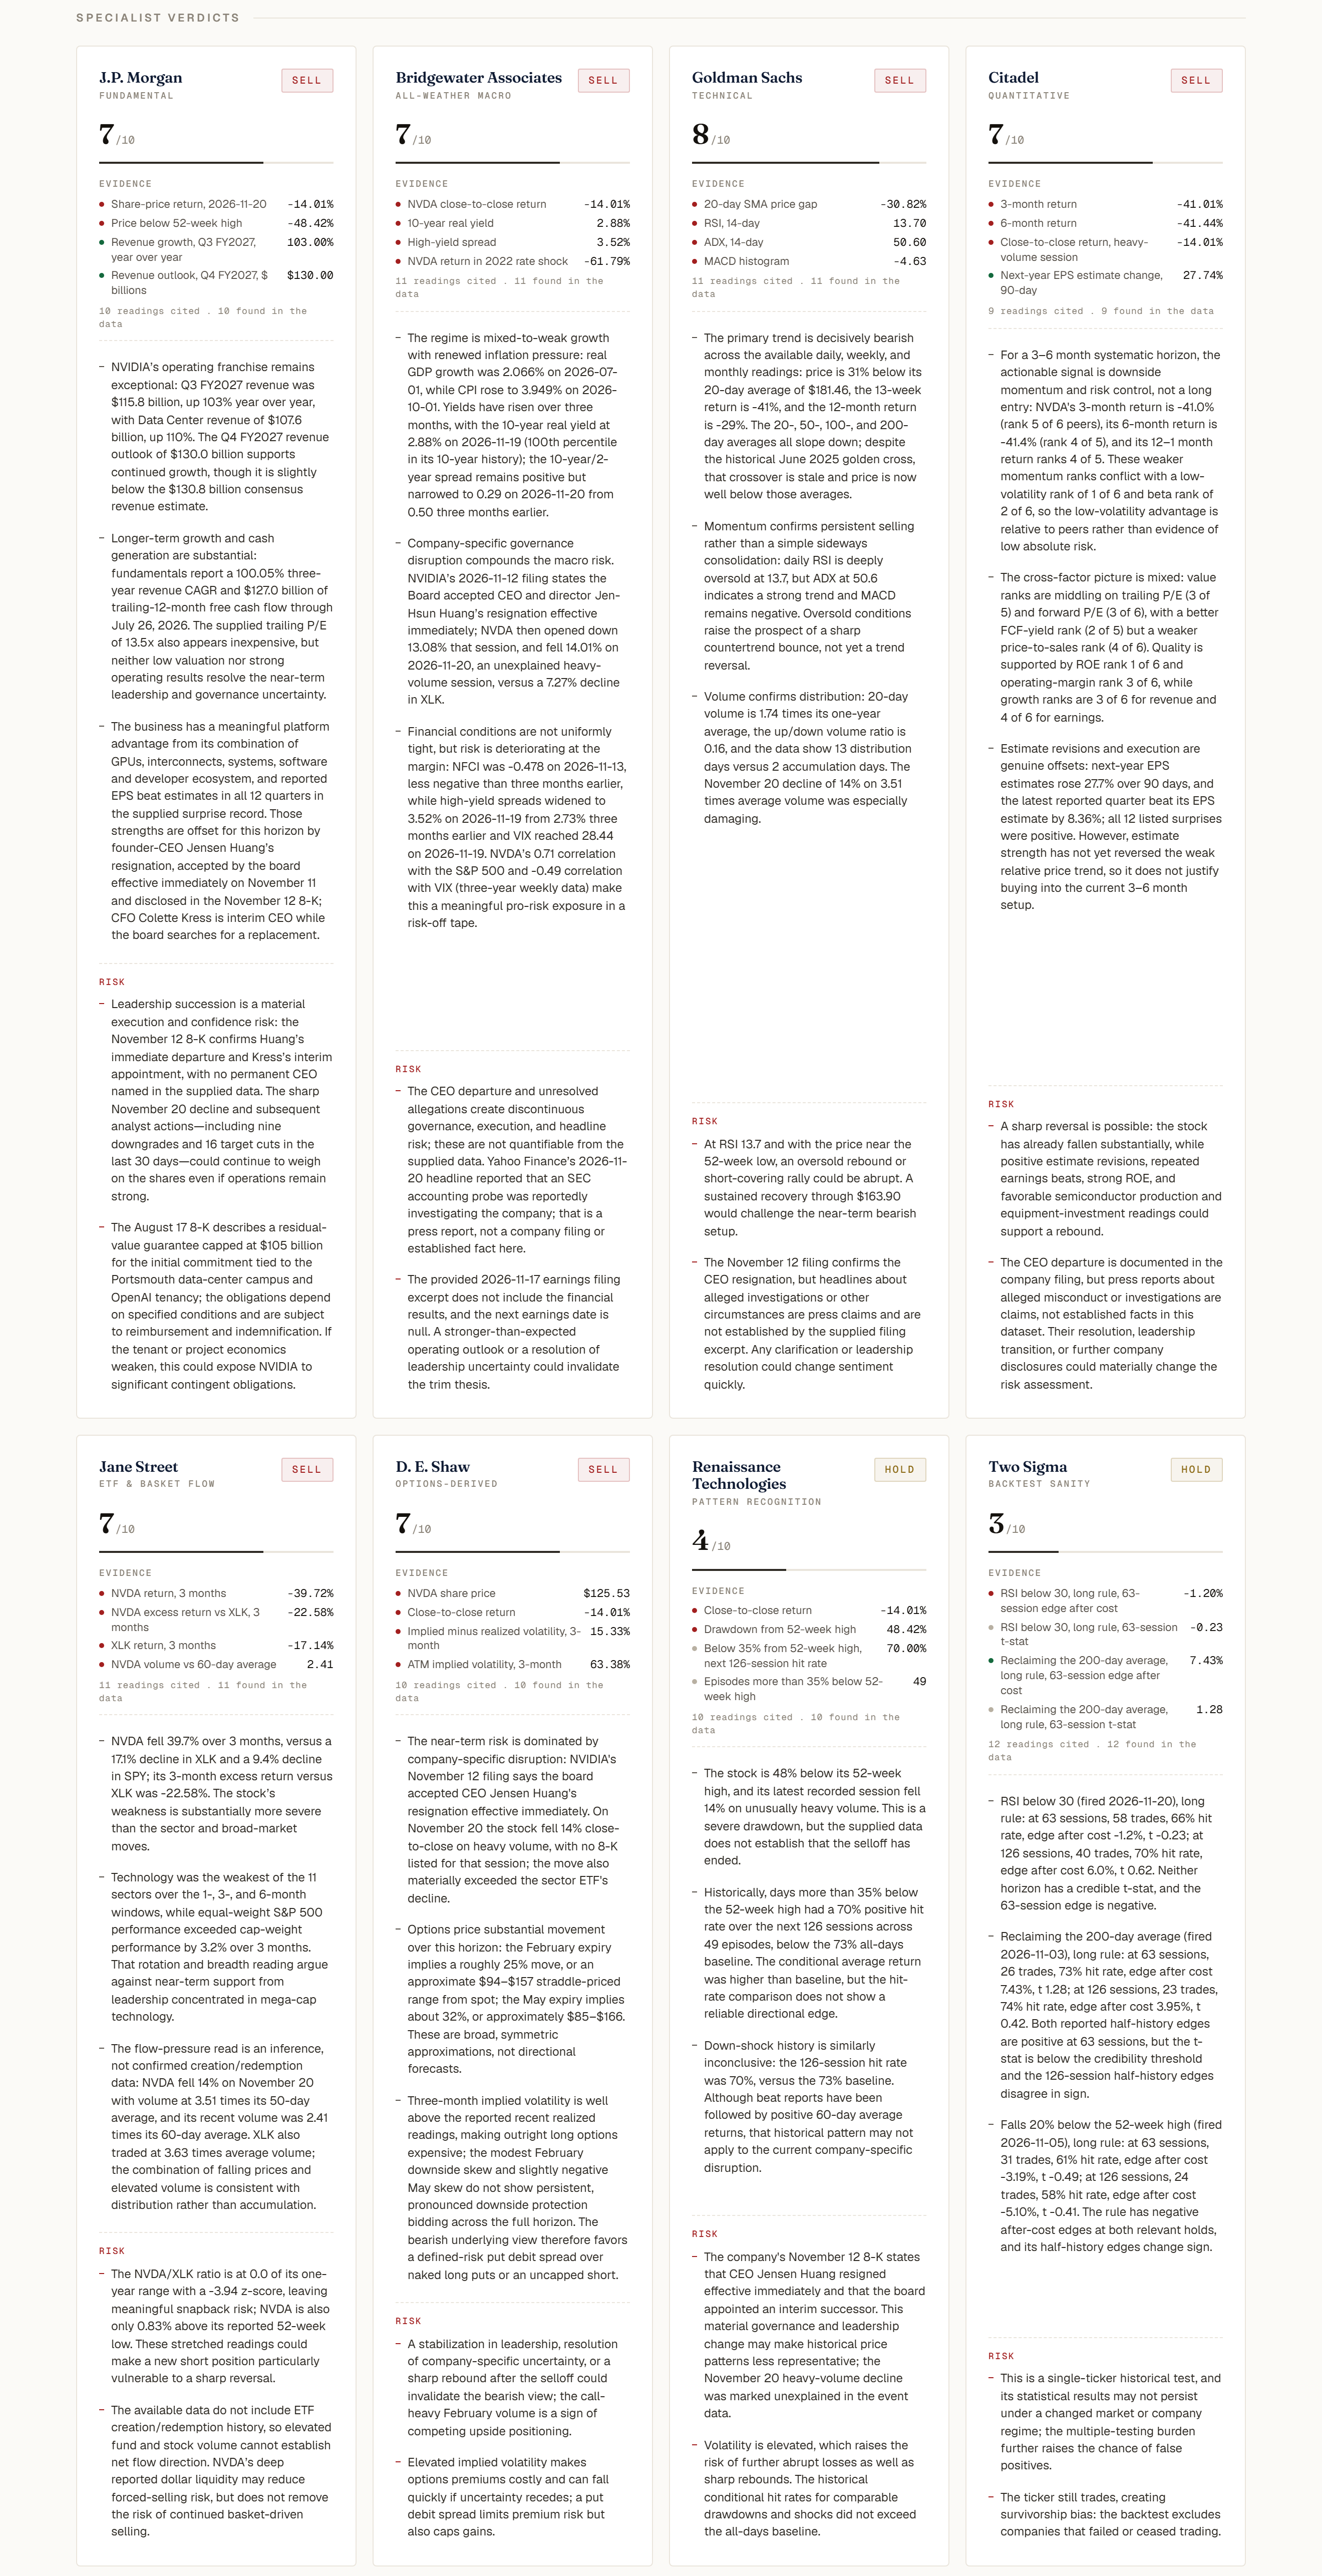 SPECIALIST VERDICTS
J.P. Morgan
SELL
FUNDAMENTAL
7/10
EVIDENCE
Share-price return, 2026-11-20 -14.01%
Price below 52-week high -48.42%
Revenue growth, Q3 FY2027, 103.00%
year over year
Revenue outlook, Q4 FY2027, $ $130.00
billions
10 readings cited . 10 found in the
data
– NVIDIA's operating franchise remains
exceptional: Q3 FY2027 revenue was
$115.8 billion, up 103% year over year,
with Data Center revenue of $107.6
billion, up 110%. The Q4 FY2027 revenue
outlook of $130.0 billion supports
continued growth, though it is slightly
below the $130.8 billion consensus
revenue estimate.
– Longer-term growth and cash
generation are substantial:
fundamentals report a 100.05% three-
year revenue CAGR and $127.0 billion of
trailing-12-month free cash flow through
July 26, 2026. The supplied trailing P/E
of 13.5x also appears inexpensive, but
neither low valuation nor strong
operating results resolve the near-term
leadership and governance uncertainty.
– The business has a meaningful platform
advantage from its combination of
GPUs, interconnects, systems, software
and developer ecosystem, and reported
EPS beat estimates in all 12 quarters in
the supplied surprise record. Those
strengths are offset for this horizon by
founder-CEO Jensen Huang's
resignation, accepted by the board
effective immediately on November 11
and disclosed in the November 12 8-K;
CFO Colette Kress is interim CEO while
the board searches for a replacement.
RISK
– Leadership succession is a material
execution and confidence risk: the
November 12 8-K confirms Huang's
immediate departure and Kress's interim
appointment, with no permanent CEO
named in the supplied data. The sharp
November 20 decline and subsequent
analyst actions—including nine
downgrades and 16 target cuts in the
last 30 days—could continue to weigh
on the shares even if operations remain
strong.
– The August 17 8-K describes a residual-
value guarantee capped at $105 billion
for the initial commitment tied to the
Portsmouth data-center campus and
OpenAI tenancy; the obligations depend
on specified conditions and are subject
to reimbursement and indemnification. If
the tenant or project economics
weaken, this could expose NVIDIA to
significant contingent obligations.
Bridgewater Associates
SELL
ALL-WEATHER MACRO
7/10
EVIDENCE
NVDA close-to-close return -14.01%
10-year real yield 2.88%
High-yield spread 3.52%
NVDA return in 2022 rate shock -61.79%
11 readings cited . 11 found in the
data
– The regime is mixed-to-weak growth
with renewed inflation pressure: real
GDP growth was 2.066% on 2026-07-
01, while CPI rose to 3.949% on 2026-
10-01. Yields have risen over three
months, with the 10-year real yield at
2.88% on 2026-11-19 (100th percentile
in its 10-year history); the 10-year/2-
year spread remains positive but
narrowed to 0.29 on 2026-11-20 from
0.50 three months earlier.
– Company-specific governance
disruption compounds the macro risk.
NVIDIA's 2026-11-12 filing states the
Board accepted CEO and director Jen-
Hsun Huang's resignation effective
immediately; NVDA then opened down
13.08% that session, and fell 14.01% on
2026-11-20, an unexplained heavy-
volume session, versus a 7.27% decline
in XLK.
– Financial conditions are not uniformly
tight, but risk is deteriorating at the
margin: NFCI was -0.478 on 2026-11-13,
less negative than three months earlier,
while high-yield spreads widened to
3.52% on 2026-11-19 from 2.73% three
months earlier and VIX reached 28.44
on 2026-11-19. NVDA's 0.71 correlation
with the S&P 500 and -0.49 correlation
with VIX (three-year weekly data) make
this a meaningful pro-risk exposure in a
risk-off tape.
RISK
– The CEO departure and unresolved
allegations create discontinuous
governance, execution, and headline
risk; these are not quantifiable from the
supplied data. Yahoo Finance's 2026-11-
20 headline reported that an SEC
accounting probe was reportedly
investigating the company; that is a
press report, not a company filing or
established fact here.
– The provided 2026-11-17 earnings filing
excerpt does not include the financial
results, and the next earnings date is
null. A stronger-than-expected
operating outlook or a resolution of
leadership uncertainty could invalidate
the trim thesis.
Goldman Sachs
SELL
TECHNICAL
8/10
EVIDENCE
20-day SMA price gap -30.82%
RSI, 14-day 13.70
ADX, 14-day 50.60
MACD histogram -4.63
11 readings cited . 11 found in the
data
– The primary trend is decisively bearish
across the available daily, weekly, and
monthly readings: price is 31% below its
20-day average of $181.46, the 13-week
return is -41%, and the 12-month return
is -29%. The 20-, 50-, 100-, and 200-
day averages all slope down; despite
the historical June 2025 golden cross,
that crossover is stale and price is now
well below those averages.
– Momentum confirms persistent selling
rather than a simple sideways
consolidation: daily RSI is deeply
oversold at 13.7, but ADX at 50.6
indicates a strong trend and MACD
remains negative. Oversold conditions
raise the prospect of a sharp
countertrend bounce, not yet a trend
reversal.
– Volume confirms distribution: 20-day
volume is 1.74 times its one-year
average, the up/down volume ratio is
0.16, and the data show 13 distribution
days versus 2 accumulation days. The
November 20 decline of 14% on 3.51
times average volume was especially
damaging.
RISK
– At RSI 13.7 and with the price near the
52-week low, an oversold rebound or
short-covering rally could be abrupt. A
sustained recovery through $163.90
would challenge the near-term bearish
setup.
– The November 12 filing confirms the
CEO resignation, but headlines about
alleged investigations or other
circumstances are press claims and are
not established by the supplied filing
excerpt. Any clarification or leadership
resolution could change sentiment
quickly.
Citadel
SELL
QUANTITATIVE
7/10
EVIDENCE
3-month return -41.01%
6-month return -41.44%
Close-to-close return, heavy- -14.01%
volume session
Next-year EPS estimate change, 27.74%
90-day
9 readings cited . 9 found in the data
– For a 3–6 month systematic horizon, the
actionable signal is downside
momentum and risk control, not a long
entry: NVDA's 3-month return is -41.0%
(rank 5 of 6 peers), its 6-month return is
-41.4% (rank 4 of 5), and its 12–1 month
return ranks 4 of 5. These weaker
momentum ranks conflict with a low-
volatility rank of 1 of 6 and beta rank of
2 of 6, so the low-volatility advantage is
relative to peers rather than evidence of
low absolute risk.
– The cross-factor picture is mixed: value
ranks are middling on trailing P/E (3 of
5) and forward P/E (3 of 6), with a better
FCF-yield rank (2 of 5) but a weaker
price-to-sales rank (4 of 6). Quality is
supported by ROE rank 1 of 6 and
operating-margin rank 3 of 6, while
growth ranks are 3 of 6 for revenue and
4 of 6 for earnings.
– Estimate revisions and execution are
genuine offsets: next-year EPS
estimates rose 27.7% over 90 days, and
the latest reported quarter beat its EPS
estimate by 8.36%; all 12 listed surprises
were positive. However, estimate
strength has not yet reversed the weak
relative price trend, so it does not justify
buying into the current 3–6 month
setup.
RISK
– A sharp reversal is possible: the stock
has already fallen substantially, while
positive estimate revisions, repeated
earnings beats, strong ROE, and
favorable semiconductor production and
equipment-investment readings could
support a rebound.
– The CEO departure is documented in the
company filing, but press reports about
alleged misconduct or investigations are
claims, not established facts in this
dataset. Their resolution, leadership
transition, or further company
disclosures could materially change the
risk assessment.
Jane Street
SELL
ETF & BASKET FLOW
7/10
EVIDENCE
NVDA return, 3 months -39.72%
NVDA excess return vs XLK, 3 -22.58%
months
XLK return, 3 months -17.14%
NVDA volume vs 60-day average 2.41
11 readings cited . 11 found in the
data
– NVDA fell 39.7% over 3 months, versus a
17.1% decline in XLK and a 9.4% decline
in SPY; its 3-month excess return versus
XLK was -22.58%. The stock's
weakness is substantially more severe
than the sector and broad-market
moves.
– Technology was the weakest of the 11
sectors over the 1-, 3-, and 6-month
windows, while equal-weight S&P 500
performance exceeded cap-weight
performance by 3.2% over 3 months.
That rotation and breadth reading argue
against near-term support from
leadership concentrated in mega-cap
technology.
– The flow-pressure read is an inference,
not confirmed creation/redemption
data: NVDA fell 14% on November 20
with volume at 3.51 times its 50-day
average, and its recent volume was 2.41
times its 60-day average. XLK also
traded at 3.63 times average volume;
the combination of falling prices and
elevated volume is consistent with
distribution rather than accumulation.
RISK
– The NVDA/XLK ratio is at 0.0 of its one-
year range with a -3.94 z-score, leaving
meaningful snapback risk; NVDA is also
only 0.83% above its reported 52-week
low. These stretched readings could
make a new short position particularly
vulnerable to a sharp reversal.
– The available data do not include ETF
creation/redemption history, so elevated
fund and stock volume cannot establish
net flow direction. NVDA's deep
reported dollar liquidity may reduce
forced-selling risk, but does not remove
the risk of continued basket-driven
selling.
D. E. Shaw
SELL
OPTIONS-DERIVED
7/10
EVIDENCE
NVDA share price $125.53
Close-to-close return -14.01%
Implied minus realized volatility, 3- 15.33%
month
ATM implied volatility, 3-month 63.38%
10 readings cited . 10 found in the
data
– The near-term risk is dominated by
company-specific disruption: NVIDIA's
November 12 filing says the board
accepted CEO Jensen Huang's
resignation effective immediately. On
November 20 the stock fell 14% close-
to-close on heavy volume, with no 8-K
listed for that session; the move also
materially exceeded the sector ETF's
decline.
– Options price substantial movement
over this horizon: the February expiry
implies a roughly 25% move, or an
approximate $94–$157 straddle-priced
range from spot; the May expiry implies
about 32%, or approximately $85–$166.
These are broad, symmetric
approximations, not directional
forecasts.
– Three-month implied volatility is well
above the reported recent realized
readings, making outright long options
expensive; the modest February
downside skew and slightly negative
May skew do not show persistent,
pronounced downside protection
bidding across the full horizon. The
bearish underlying view therefore favors
a defined-risk put debit spread over
naked long puts or an uncapped short.
RISK
– A stabilization in leadership, resolution
of company-specific uncertainty, or a
sharp rebound after the selloff could
invalidate the bearish view; the call-
heavy February volume is a sign of
competing upside positioning.
– Elevated implied volatility makes
options premiums costly and can fall
quickly if uncertainty recedes; a put
debit spread limits premium risk but
also caps gains.
Renaissance
Technologies
HOLD
PATTERN RECOGNITION
4/10
EVIDENCE
Close-to-close return -14.01%
Drawdown from 52-week high 48.42%
Below 35% from 52-week high, 70.00%
next 126-session hit rate
Episodes more than 35% below 52- 49
week high
10 readings cited . 10 found in the
data
– The stock is 48% below its 52-week
high, and its latest recorded session fell
14% on unusually heavy volume. This is a
severe drawdown, but the supplied data
does not establish that the selloff has
ended.
– Historically, days more than 35% below
the 52-week high had a 70% positive hit
rate over the next 126 sessions across
49 episodes, below the 73% all-days
baseline. The conditional average return
was higher than baseline, but the hit-
rate comparison does not show a
reliable directional edge.
– Down-shock history is similarly
inconclusive: the 126-session hit rate
was 70%, versus the 73% baseline.
Although beat reports have been
followed by positive 60-day average
returns, that historical pattern may not
apply to the current company-specific
disruption.
RISK
– The company's November 12 8-K states
that CEO Jensen Huang resigned
effective immediately and that the board
appointed an interim successor. This
material governance and leadership
change may make historical price
patterns less representative; the
November 20 heavy-volume decline
was marked unexplained in the event
data.
– Volatility is elevated, which raises the
risk of further abrupt losses as well as
sharp rebounds. The historical
conditional hit rates for comparable
drawdowns and shocks did not exceed
the all-days baseline.
Two Sigma
HOLD
BACKTEST SANITY
3/10
EVIDENCE
RSI below 30, long rule, 63- -1.20%
session edge after cost
RSI below 30, long rule, 63-session -0.23
t-stat
Reclaiming the 200-day average, 7.43%
long rule, 63-session edge after
cost
Reclaiming the 200-day average, 1.28
long rule, 63-session t-stat
12 readings cited . 12 found in the
data
– RSI below 30 (fired 2026-11-20), long
rule: at 63 sessions, 58 trades, 66% hit
rate, edge after cost -1.2%, t -0.23; at
126 sessions, 40 trades, 70% hit rate,
edge after cost 6.0%, t 0.62. Neither
horizon has a credible t-stat, and the
63-session edge is negative.
– Reclaiming the 200-day average (fired
2026-11-03), long rule: at 63 sessions,
26 trades, 73% hit rate, edge after cost
7.43%, t 1.28; at 126 sessions, 23 trades,
74% hit rate, edge after cost 3.95%, t
0.42. Both reported half-history edges
are positive at 63 sessions, but the t-
stat is below the credibility threshold
and the 126-session half-history edges
disagree in sign.
– Falls 20% below the 52-week high (fired
2026-11-05), long rule: at 63 sessions,
31 trades, 61% hit rate, edge after cost
-3.19%, t -0.49; at 126 sessions, 24
trades, 58% hit rate, edge after cost
-5.10%, t -0.41. The rule has negative
after-cost edges at both relevant holds,
and its half-history edges change sign.
RISK
– This is a single-ticker historical test, and
its statistical results may not persist
under a changed market or company
regime; the multiple-testing burden
further raises the chance of false
positives.
– The ticker still trades, creating
survivorship bias: the backtest excludes
companies that failed or ceased trading.